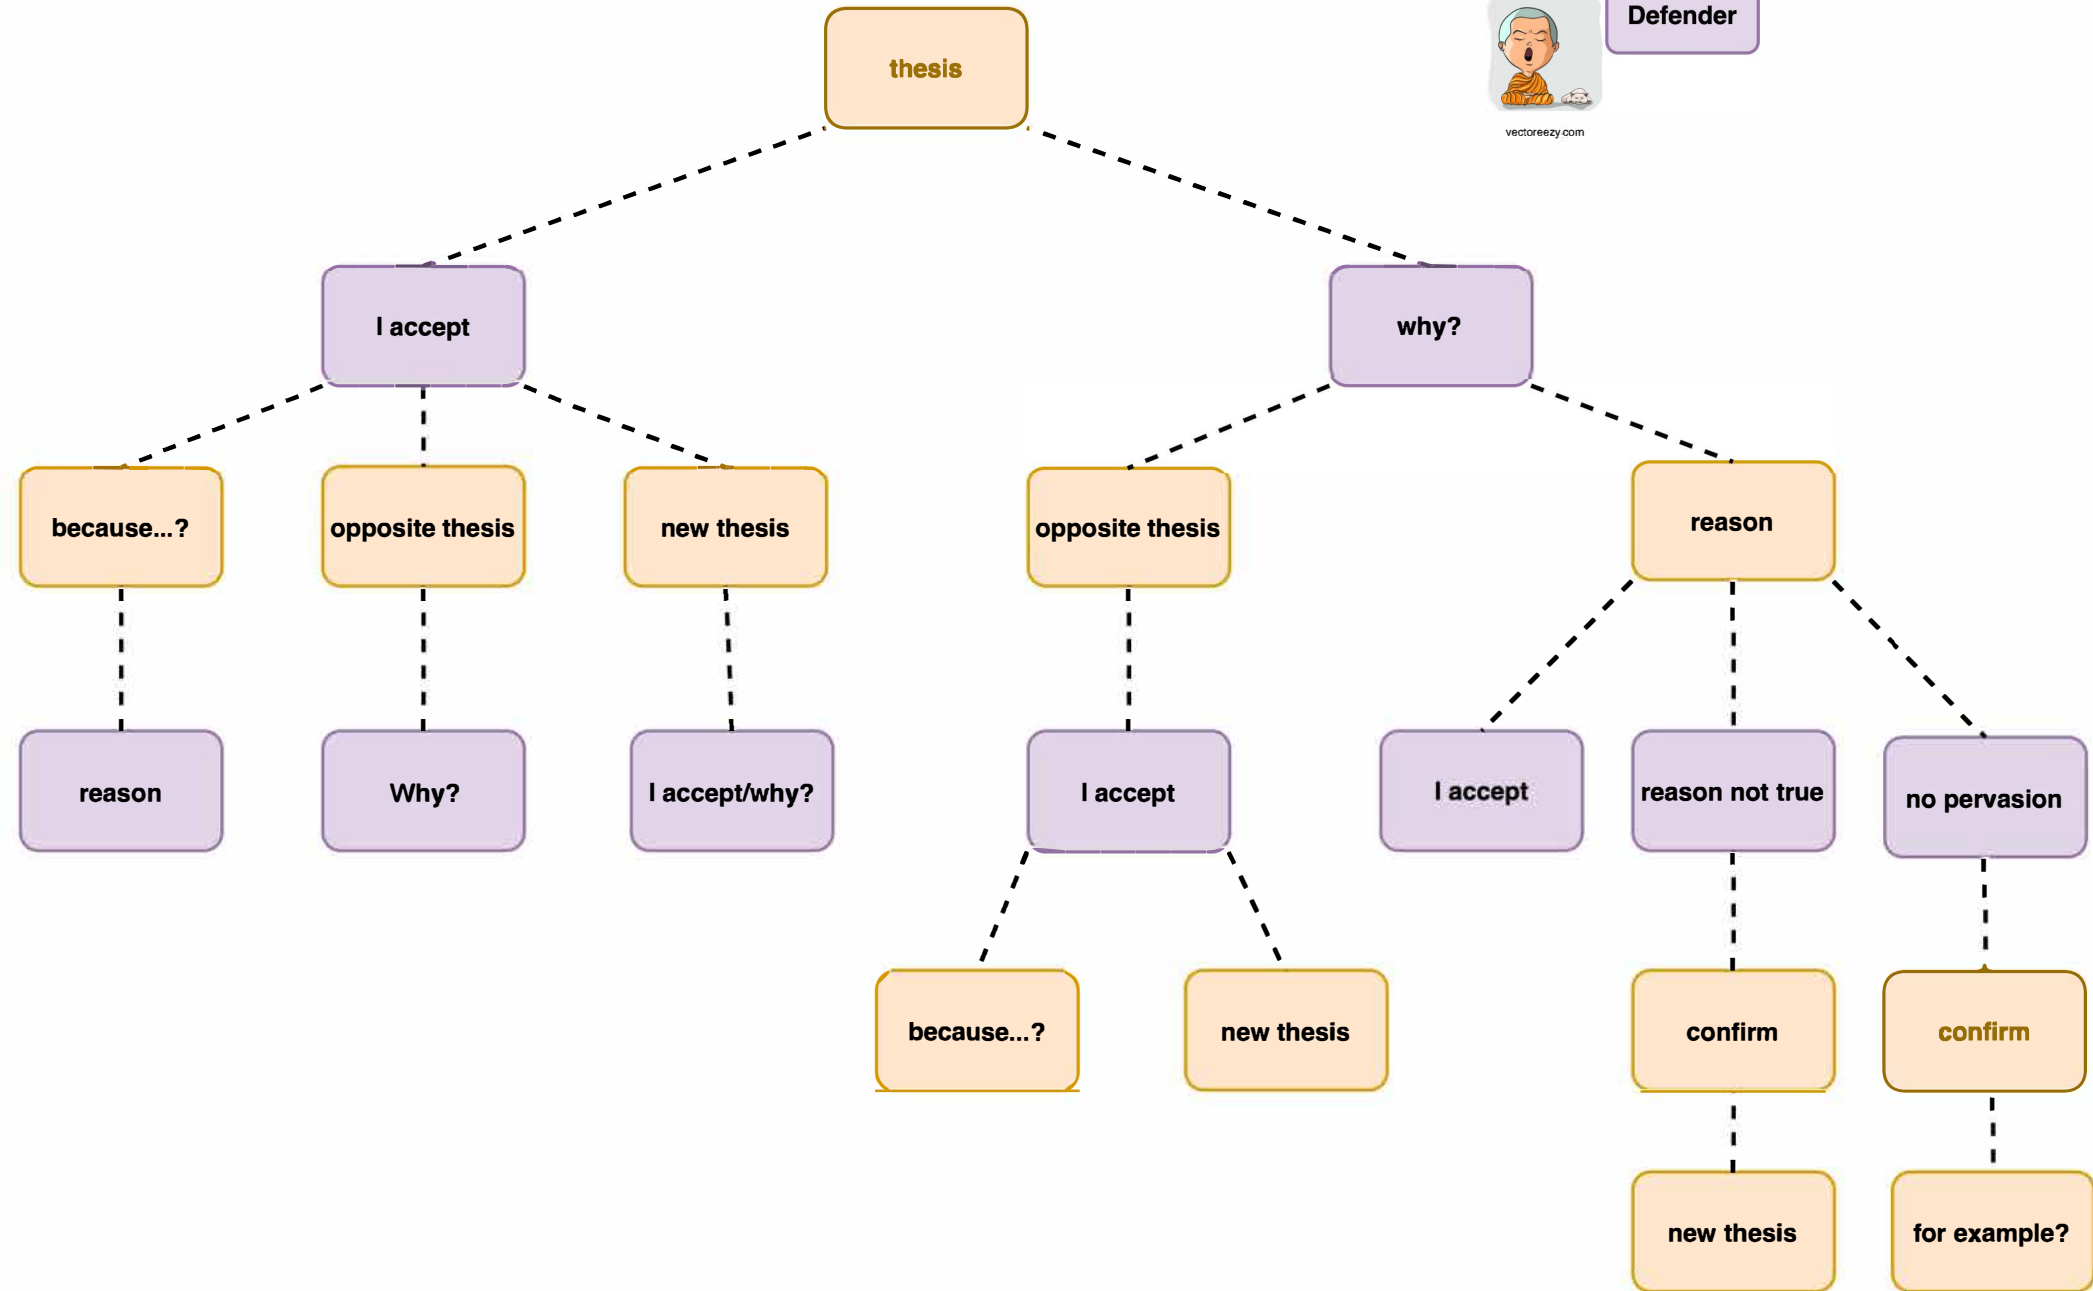 Defender
thesis
vectoreezy.com
I accept
why?
because...?
opposite thesis
new thesis
opposite thesis
reason
reason
Why?
I accept/why?
I accept
I accept
reason not true
no pervasion
because...?
new thesis
confirm
confirm
new thesis
for example?